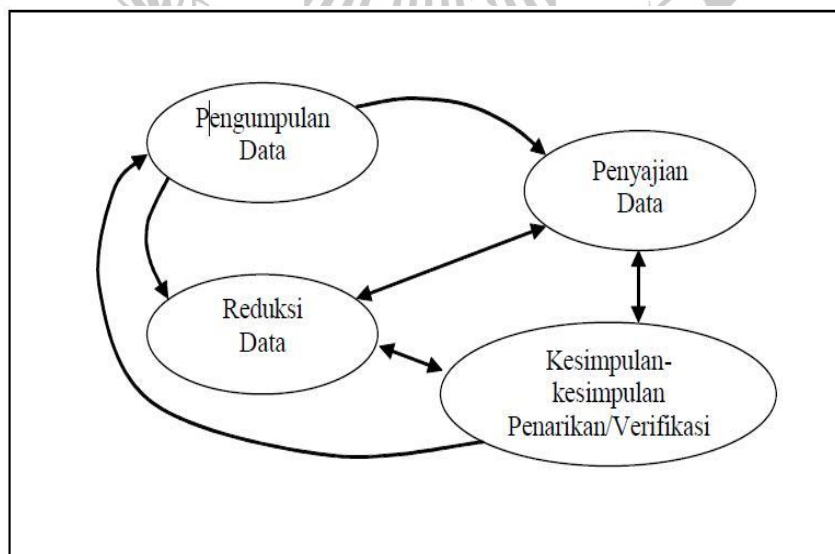 Pengumpulan
Data
Penyajian
Data
Reduksi
Data
Kesimpulan-
kesimpulan
Penarikan/Verifikasi